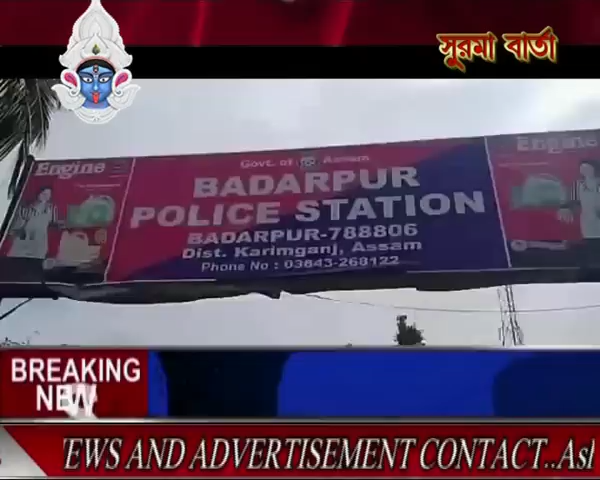 সুরমা বার্তা
Engine
Engine
Govt. of Assam
BADARPUR
POLICE STATION
BADARPUR-788806
Dist. Karimganj, Assam
Phone No : 03843-268122
BREAKING
NEW
EWS AND ADVERTISEMENT CONTACT..Asl